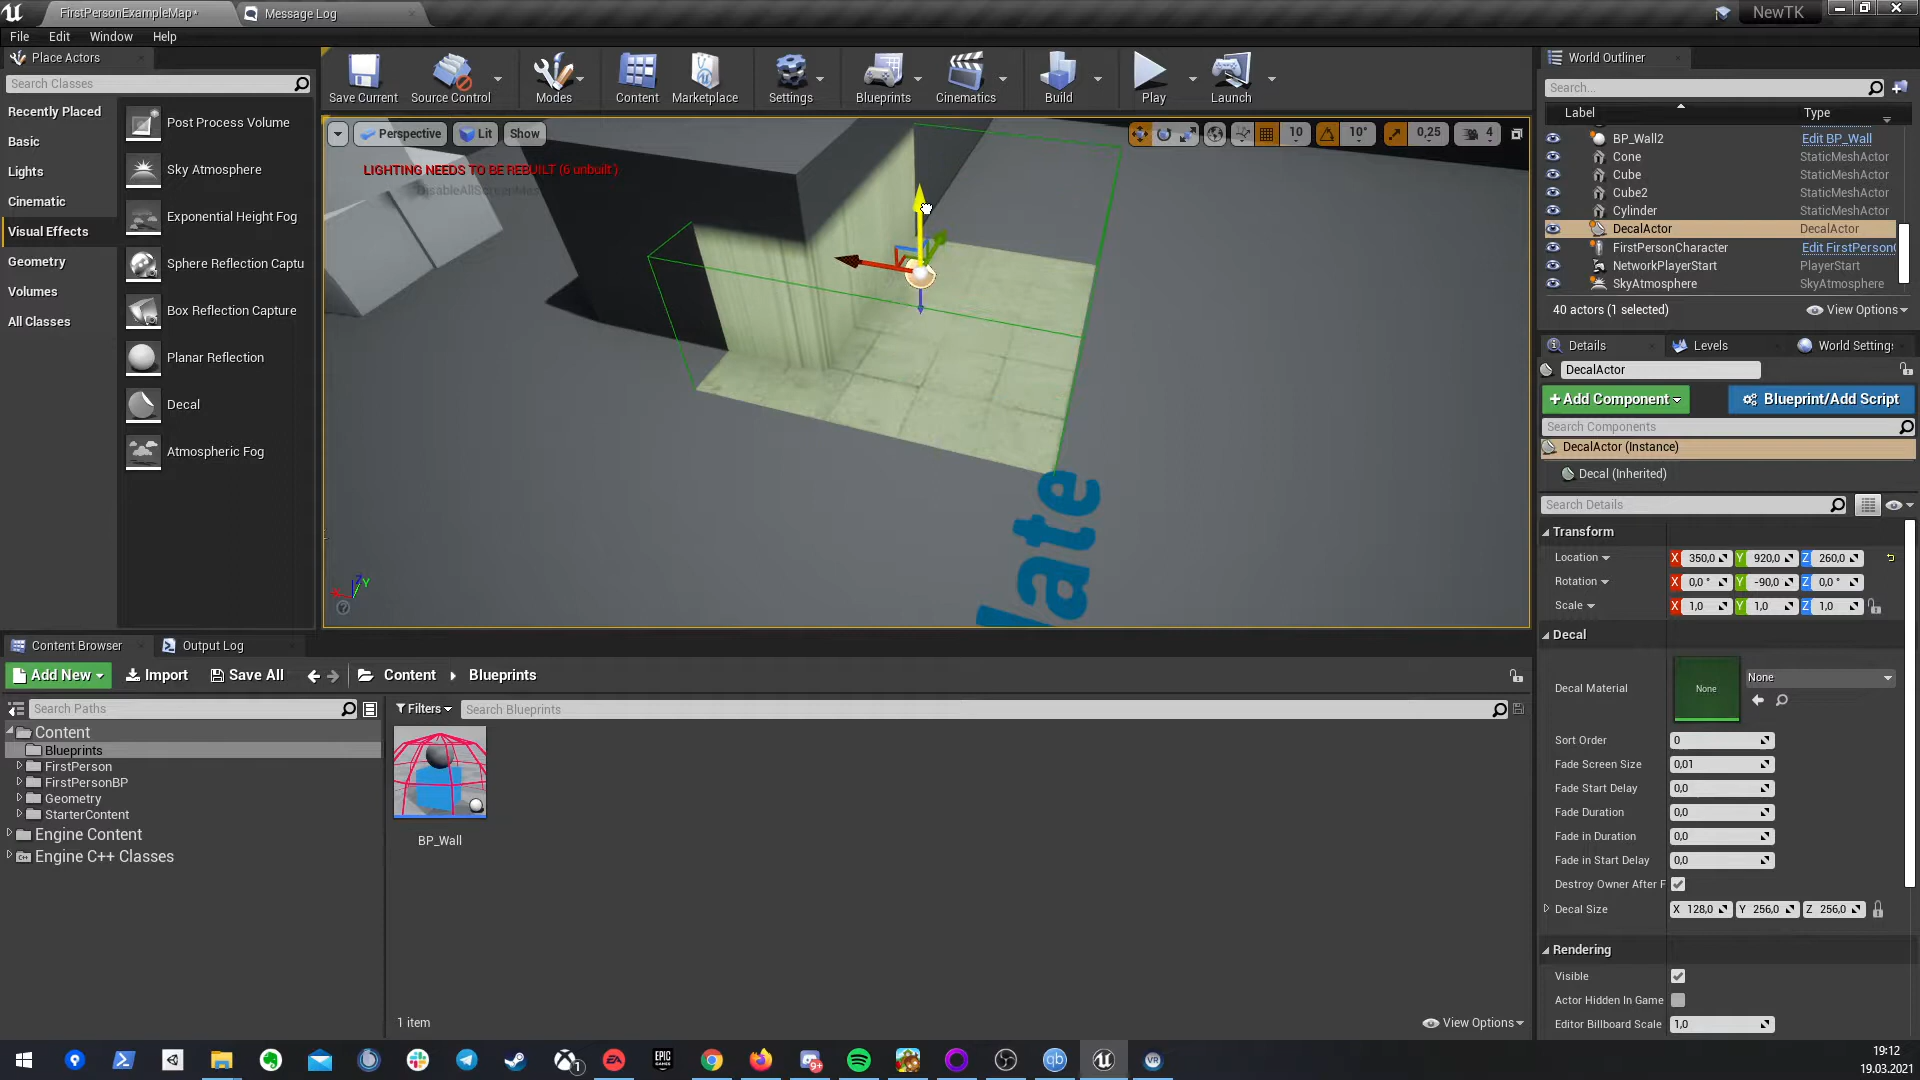 FirstPersonExampleMap*
Message Log
NewTK
File Edit Window Help
Place Actors
Search Classes
Recently Placed
Basic
Lights
Cinematic
Visual Effects
Geometry
Volumes
All Classes
Post Process Volume
Sky Atmosphere
Exponential Height Fog
Sphere Reflection Captu
Box Reflection Capture
Planar Reflection
Decal
Atmospheric Fog
Save Current
Source Control
Modes
Content
Marketplace
Settings
Blueprints
Cinematics
Build
Play
Launch
Perspective
Lit
Show
10
10°
0,25
4
LIGHTING NEEDS TO BE REBUILT (6 unbuilt)
late
World Outliner
Search...
Label Type
BP_Wall2 Edit BP_Wall
Cone StaticMeshActor
Cube StaticMeshActor
Cube2 StaticMeshActor
Cylinder StaticMeshActor
DecalActor DecalActor
FirstPersonCharacter Edit FirstPersonC
NetworkPlayerStart PlayerStart
SkyAtmosphere SkyAtmosphere
40 actors (1 selected)
View Options
Details
Levels
World Settings
DecalActor
+Add Component
Blueprint/Add Script
Search Components
DecalActor (Instance)
Decal (Inherited)
Search Details
Transform
Location X 350,0 Y 920,0 Z 260,0
Rotation X 0,0 ° Y -90,0 Z 0,0 °
Scale X 1,0 Y 1,0 Z 1,0
Decal
Decal Material None None
Sort Order 0
Fade Screen Size 0,01
Fade Start Delay 0,0
Fade Duration 0,0
Fade in Duration 0,0
Fade in Start Delay 0,0
Destroy Owner After F
Decal Size X 128,0 Y 256,0 Z 256,0
Rendering
Visible
Actor Hidden In Game
Editor Billboard Scale 1,0
Content Browser
Output Log
Add New
Import
Save All
Content
Blueprints
Search Paths
Filters
Search Blueprints
Content
Blueprints
FirstPerson
FirstPersonBP
Geometry
StarterContent
Engine Content
Engine C++ Classes
BP_Wall
1 item
View Options
1
EA
EPIC GAMES
9+
qb
VR
19:12
19.03.2021